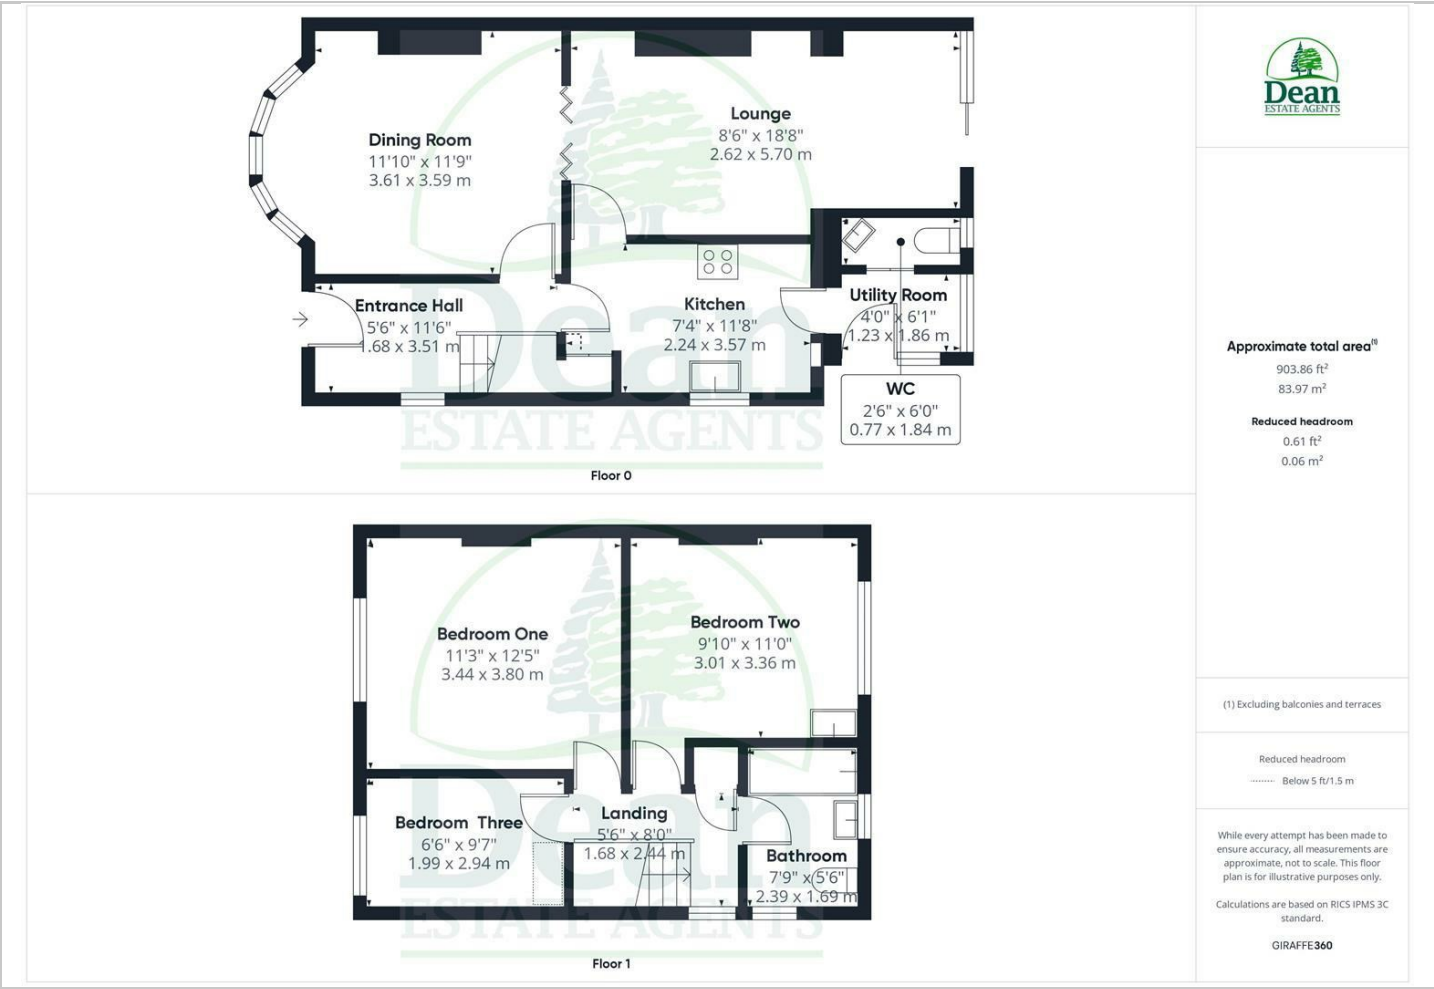 Dining Room
11'10" x 11'9"
3.61 x 3.59 m
Lounge
8'6" x 18'8"
2.62 x 5.70 m
Entrance Hall
5'6" x 11'6"
1.68 x 3.51 m
Kitchen
7'4" x 11'8"
2.24 x 3.57 m
Utility Room
4'0" x 6'1"
1.23 x 1.86 m
WC
2'6" x 6'0"
0.77 x 1.84 m
Dean
ESTATE AGENTS
Floor 0
Bedroom One
11'3" x 12'5"
3.44 x 3.80 m
Bedroom Two
9'10" x 11'0"
3.01 x 3.36 m
Bedroom Three
6'6" x 9'7"
1.99 x 2.94 m
Landing
5'6" x 8'0"
1.68 x 2.44 m
Bathroom
7'9" x 5'6"
2.39 x 1.69 m
Dean
ESTATE AGENTS
Floor 1
Dean
ESTATE AGENTS
Approximate total area(1)
903.86 ft²
83.97 m²
Reduced headroom
0.61 ft²
0.06 m²
(1) Excluding balconies and terraces
Reduced headroom
Below 5 ft/1.5 m
While every attempt has been made to
ensure accuracy, all measurements are
approximate, not to scale. This floor
plan is for illustrative purposes only.
Calculations are based on RICS IPMS 3C
standard.
GIRAFFE360